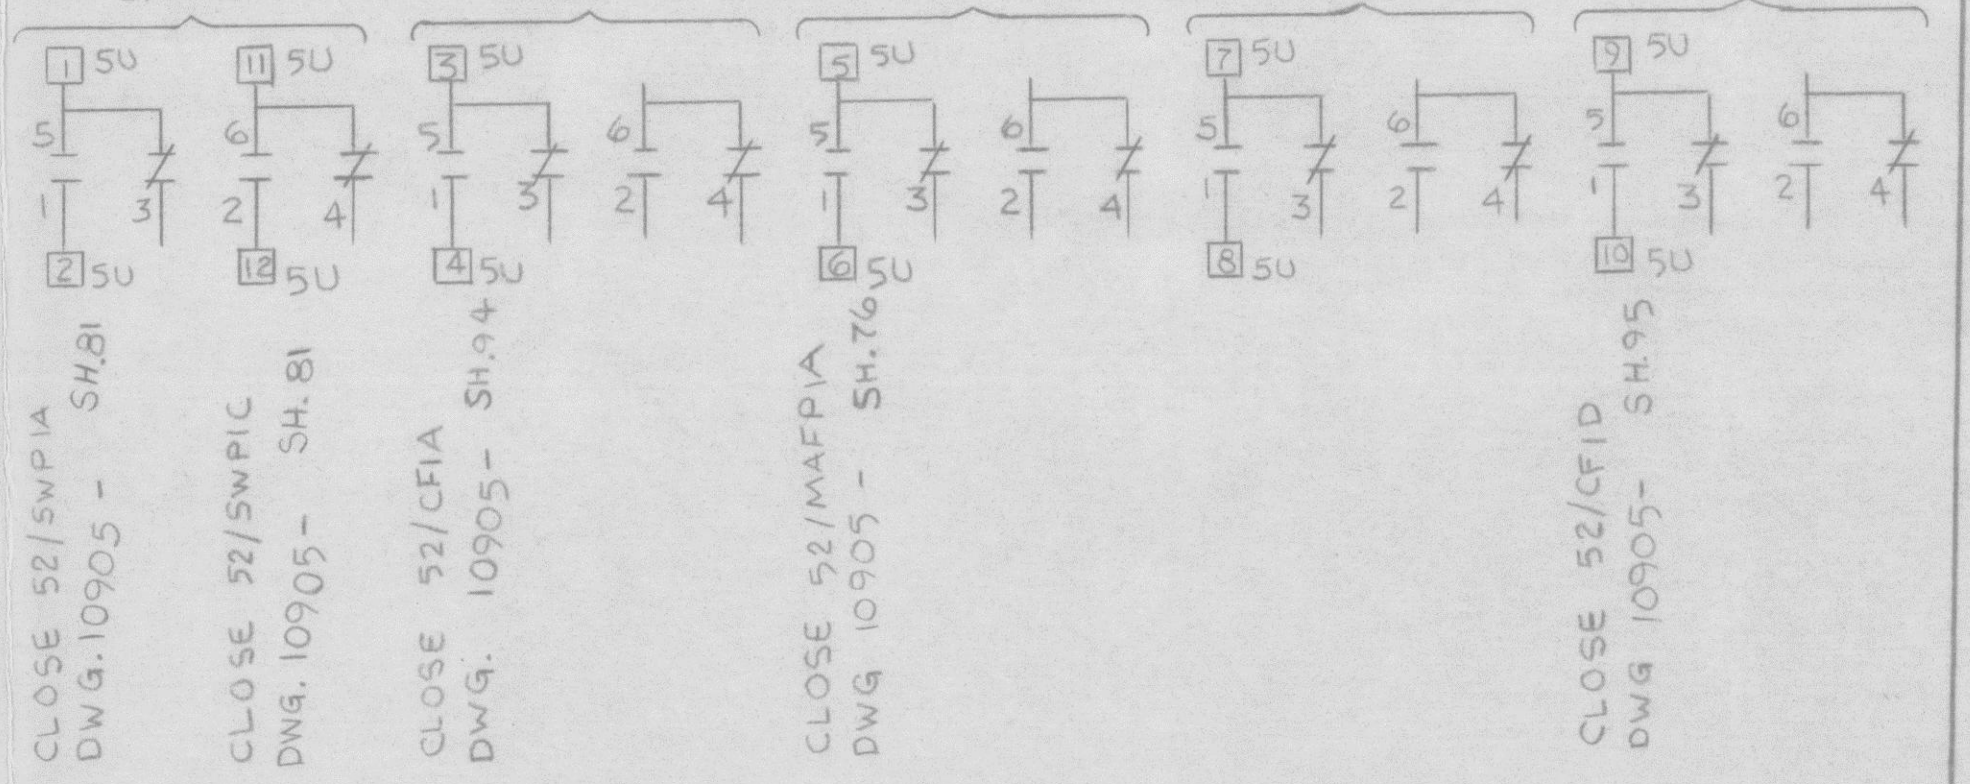 1 5U 11 5U 3 5U 5 5U 7 5U 9 5U
5 6 5 6 5 6 5 6 5 6
1 3 2 4 1 3 2 4 1 3 2 4 1 3 2 4 1 3 2 4
2 5U 12 5U 4 5U 6 5U 8 5U 10 5U
CLOSE 52/SWP1A
DWG. 10905 - SH.81
CLOSE 52/SWP1C
DWG. 10905- SH. 81
CLOSE 52/CF1A
DWG. 10905- SH.94
CLOSE 52/MAFP1A
DWG 10905 - SH.76
CLOSE 52/CF1D
DWG 10905- SH.95